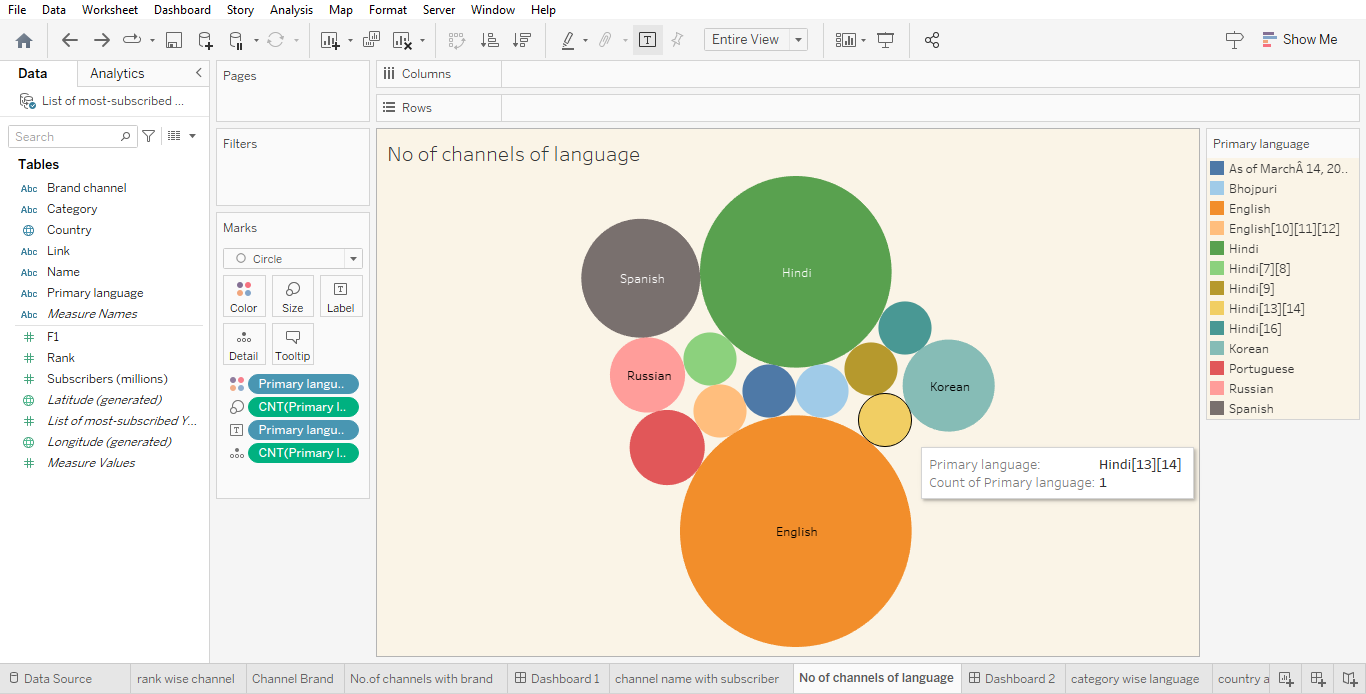 File Data Worksheet Dashboard Story Analysis Map Format Server Window Help
Entire View
Show Me
Data Analytics
List of most-subscribed ...
Search
Tables
Abc Brand channel
Abc Category
Country
Abc Link
Abc Name
Abc Primary language
Abc Measure Names
F1
Rank
Subscribers (millions)
Latitude (generated)
List of most-subscribed Y...
Longitude (generated)
Measure Values
Pages
Filters
Marks
Circle
Color Size Label
Detail Tooltip
Primary langu..
CNT(Primary l..
Primary langu..
CNT(Primary l..
Columns
Rows
No of channels of language
Spanish
Hindi
Russian
Korean
English
Primary language: Hindi[13][14]
Count of Primary language: 1
Primary language
As of MarchÂ 14, 20..
Bhojpuri
English
English[10][11][12]
Hindi
Hindi[7][8]
Hindi[9]
Hindi[13][14]
Hindi[16]
Korean
Portuguese
Russian
Spanish
Data Source rank wise channel Channel Brand No.of channels with brand Dashboard 1 channel name with subscriber No of channels of language Dashboard 2 category wise language country a